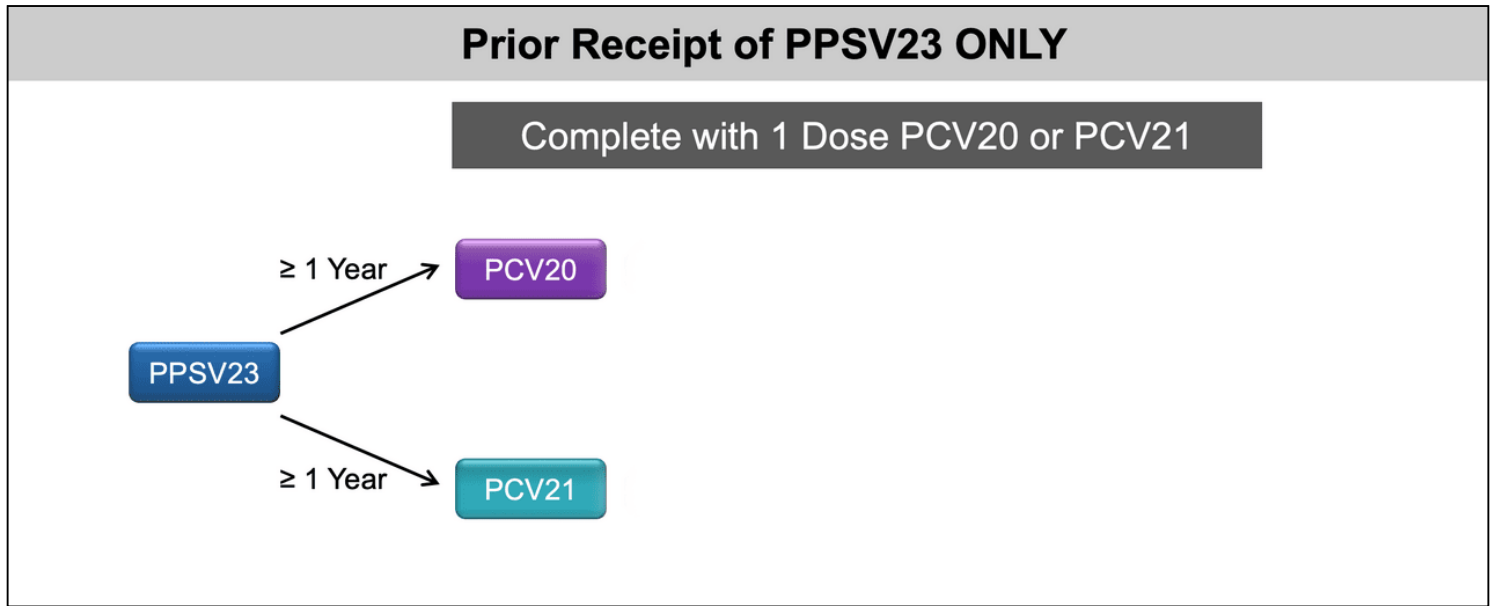 Prior Receipt of PPSV23 ONLY
Complete with 1 Dose PCV20 or PCV21
≥ 1 Year
PCV20
PPSV23
≥ 1 Year
PCV21